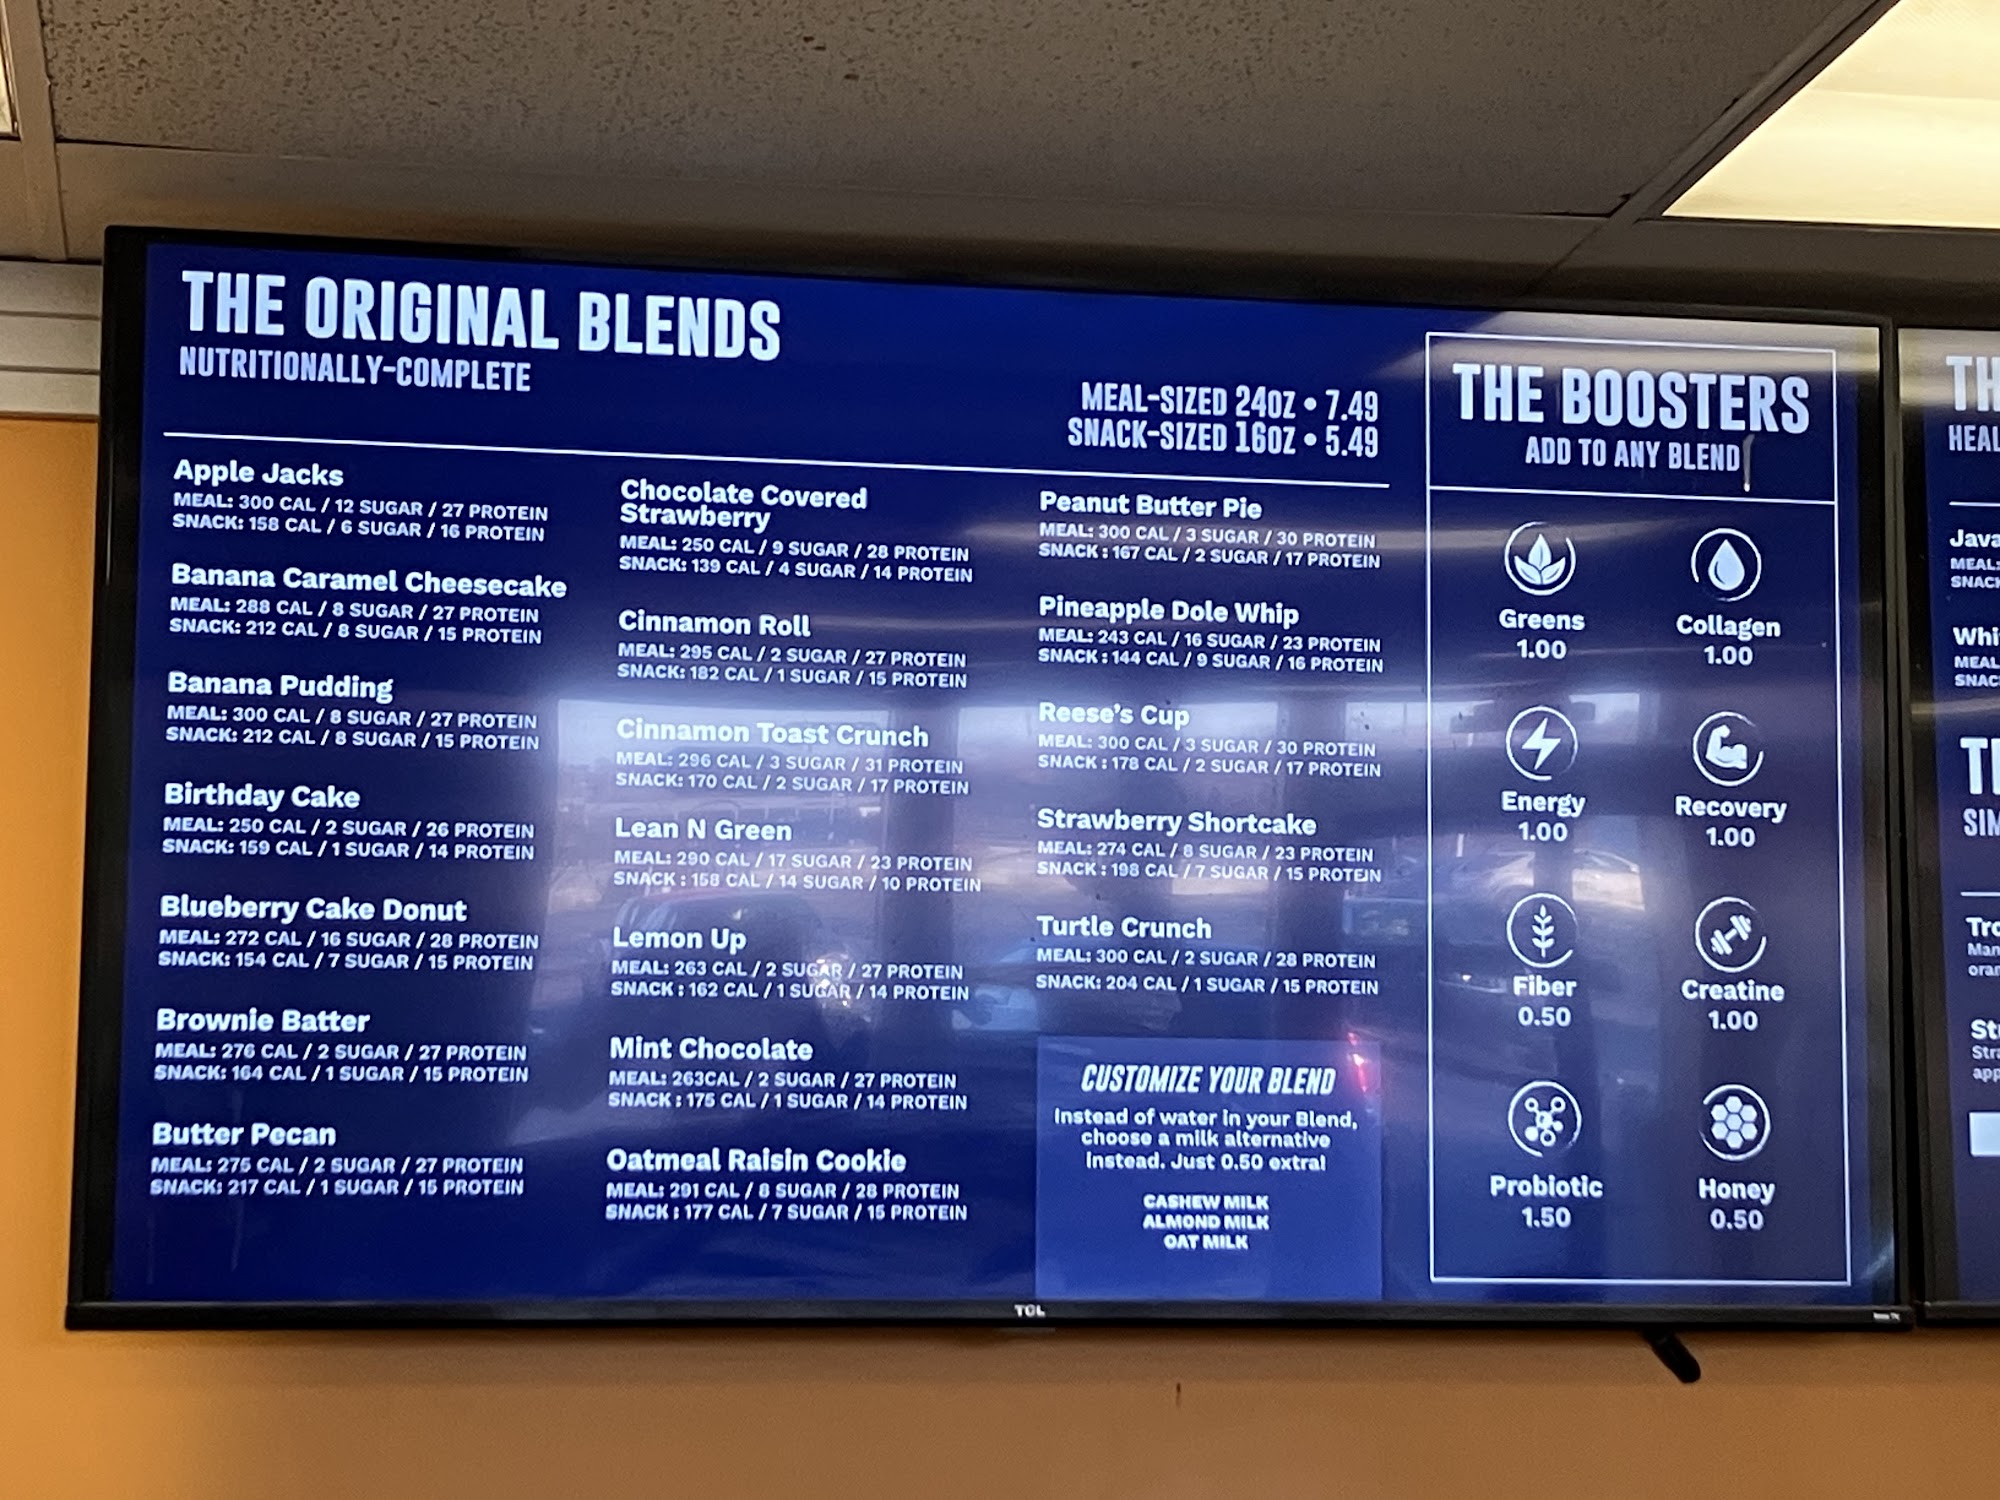 THE ORIGINAL BLENDS
NUTRITIONALLY-COMPLETE
MEAL-SIZED 24OZ • 7.49
SNACK-SIZED 16OZ • 5.49
Apple Jacks
MEAL: 300 CAL / 12 SUGAR / 27 PROTEIN
SNACK: 158 CAL / 6 SUGAR / 16 PROTEIN
Banana Caramel Cheesecake
MEAL: 288 CAL / 8 SUGAR / 27 PROTEIN
SNACK: 212 CAL / 8 SUGAR / 15 PROTEIN
Banana Pudding
MEAL: 300 CAL / 8 SUGAR / 27 PROTEIN
SNACK: 212 CAL / 8 SUGAR / 15 PROTEIN
Birthday Cake
MEAL: 250 CAL / 2 SUGAR / 26 PROTEIN
SNACK: 159 CAL / 1 SUGAR / 14 PROTEIN
Blueberry Cake Donut
MEAL: 272 CAL / 16 SUGAR / 28 PROTEIN
SNACK: 154 CAL / 7 SUGAR / 15 PROTEIN
Brownie Batter
MEAL: 276 CAL / 2 SUGAR / 27 PROTEIN
SNACK: 164 CAL / 1 SUGAR / 15 PROTEIN
Butter Pecan
MEAL: 275 CAL / 2 SUGAR / 27 PROTEIN
SNACK: 217 CAL / 1 SUGAR / 15 PROTEIN
Chocolate Covered
Strawberry
MEAL: 250 CAL / 9 SUGAR / 28 PROTEIN
SNACK: 139 CAL / 4 SUGAR / 14 PROTEIN
Cinnamon Roll
MEAL: 295 CAL / 2 SUGAR / 27 PROTEIN
SNACK: 182 CAL / 1 SUGAR / 15 PROTEIN
Cinnamon Toast Crunch
MEAL: 296 CAL / 3 SUGAR / 31 PROTEIN
SNACK: 170 CAL / 2 SUGAR / 17 PROTEIN
Lean N Green
MEAL: 290 CAL / 17 SUGAR / 23 PROTEIN
SNACK : 158 CAL / 14 SUGAR / 10 PROTEIN
Lemon Up
MEAL: 263 CAL / 2 SUGAR / 27 PROTEIN
SNACK : 162 CAL / 1 SUGAR / 14 PROTEIN
Mint Chocolate
MEAL: 263CAL / 2 SUGAR / 27 PROTEIN
SNACK : 175 CAL / 1 SUGAR / 14 PROTEIN
Oatmeal Raisin Cookie
MEAL: 291 CAL / 8 SUGAR / 28 PROTEIN
SNACK : 177 CAL / 7 SUGAR / 15 PROTEIN
Peanut Butter Pie
MEAL: 300 CAL / 3 SUGAR / 30 PROTEIN
SNACK : 167 CAL / 2 SUGAR / 17 PROTEIN
Pineapple Dole Whip
MEAL: 243 CAL / 16 SUGAR / 23 PROTEIN
SNACK : 144 CAL / 9 SUGAR / 16 PROTEIN
Reese's Cup
MEAL: 300 CAL / 3 SUGAR / 30 PROTEIN
SNACK : 178 CAL / 2 SUGAR / 17 PROTEIN
Strawberry Shortcake
MEAL: 274 CAL / 8 SUGAR / 23 PROTEIN
SNACK : 198 CAL / 7 SUGAR / 15 PROTEIN
Turtle Crunch
MEAL: 300 CAL / 2 SUGAR / 28 PROTEIN
SNACK: 204 CAL / 1 SUGAR / 15 PROTEIN
CUSTOMIZE YOUR BLEND
Instead of water in your Blend,
choose a milk alternative
instead. Just 0.50 extra!
CASHEW MILK
ALMOND MILK
OAT MILK
THE BOOSTERS
ADD TO ANY BLEND
Greens
1.00
Collagen
1.00
Energy
1.00
Recovery
1.00
Fiber
0.50
Creatine
1.00
Probiotic
1.50
Honey
0.50
TCL
TH
HEAL
Java
MEAL:
SNACK
Whi
MEAL
SNAC
SIM
Tro
Man
oran
Str
Stra
app